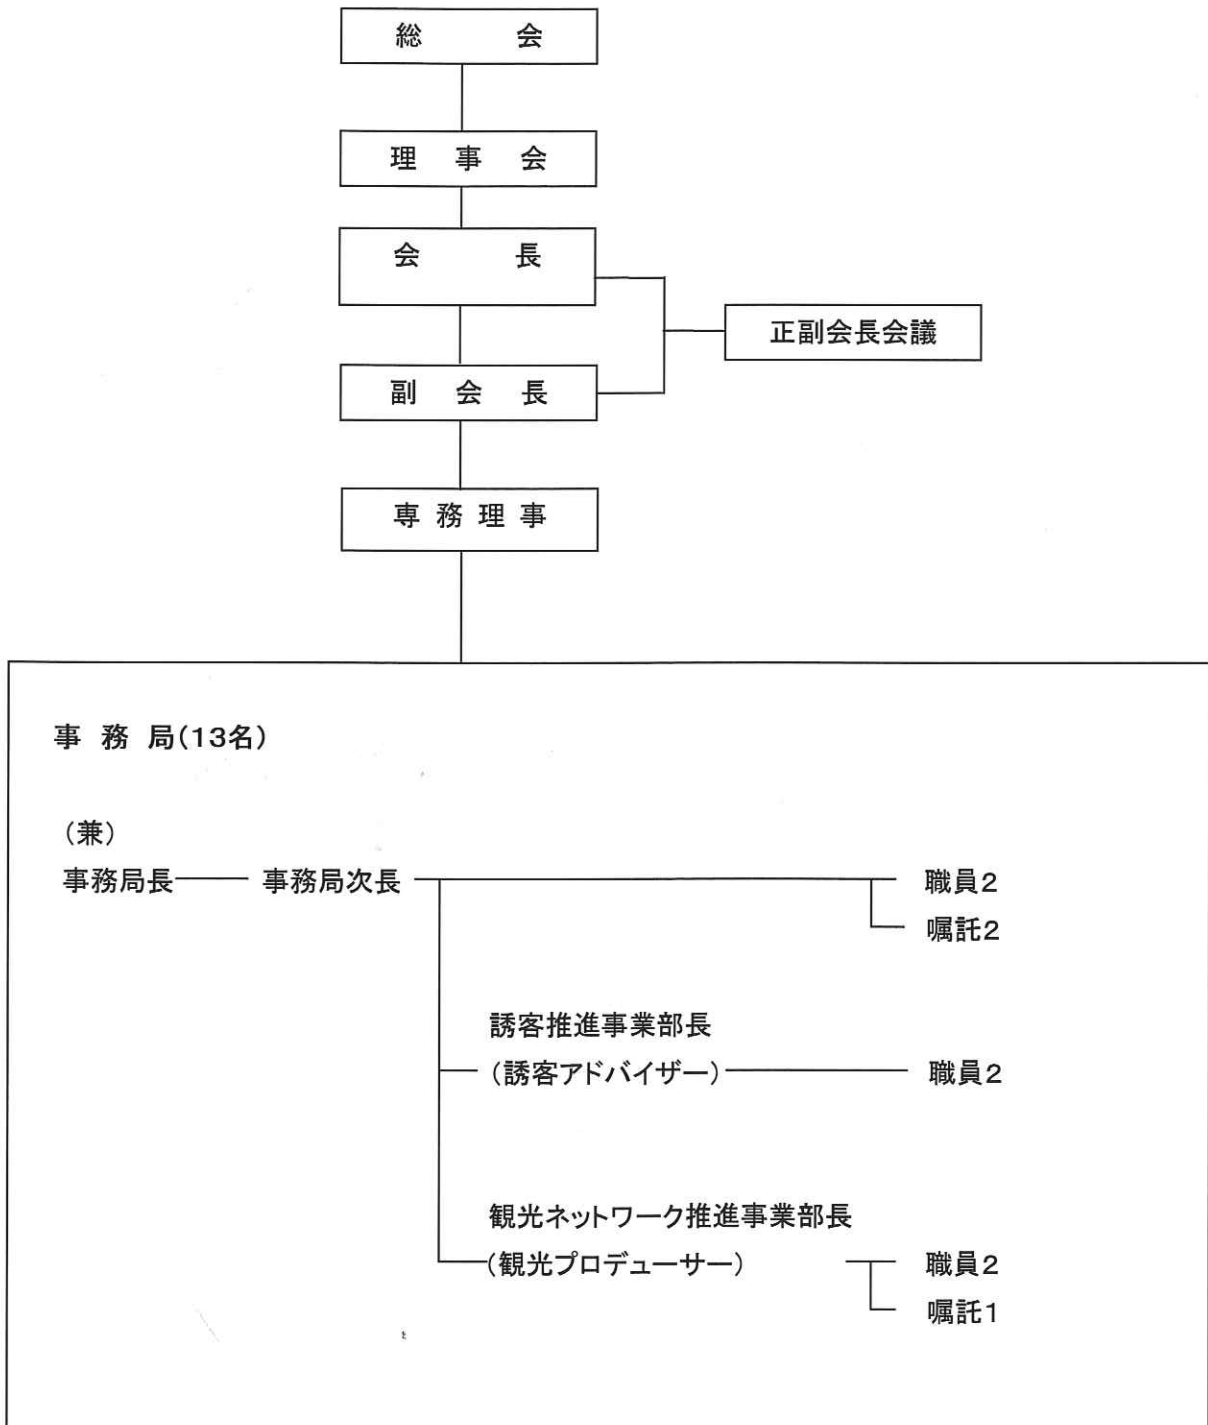 総会
理事会
会長
正副会長会議
副会長
専務理事
事務局(13名)
(兼)
事務局長 事務局次長 職員2
嘱託2
誘客推進事業部長
(誘客アドバイザー) 職員2
観光ネットワーク推進事業部長
(観光プロデューサー) 職員2
嘱託1